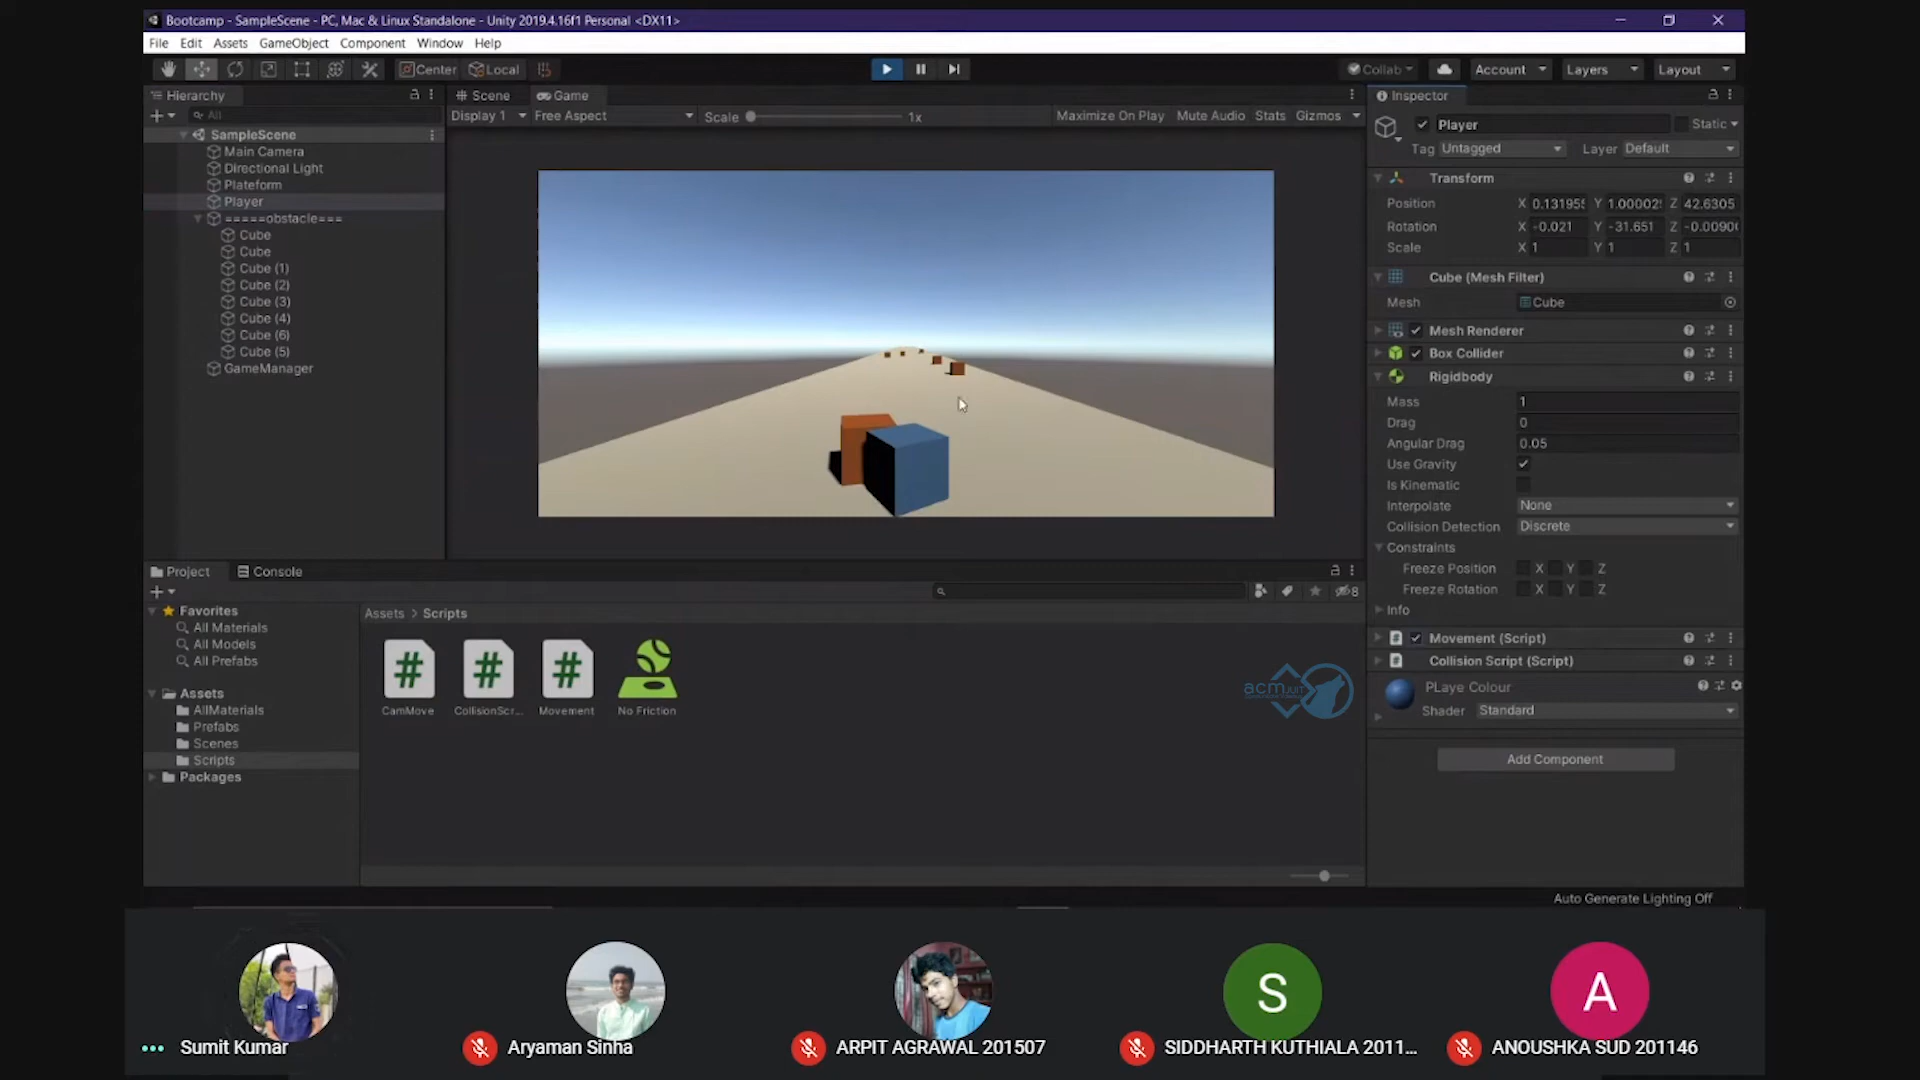 Bootcamp - SampleScene - PC, Mac & Linux Standalone - Unity 2019.4.16f1 Personal <DX11>
File Edit Assets GameObject Component Window Help
Center Local Collab Account Layers Layout
Hierarchy
All
SampleScene
Main Camera
Directional Light
Plateform
Player
=====obstacle===
Cube
Cube
Cube (1)
Cube (2)
Cube (3)
Cube (4)
Cube (6)
Cube (5)
GameManager
Scene Game
Display 1 Free Aspect Scale 1x Maximize On Play Mute Audio Stats Gizmos
Inspector
Player Static
Tag Untagged Layer Default
Transform
Position X 0.131955 Y 1.000002 Z 42.6305
Rotation X -0.021 Y -31.651 Z -0.0090
Scale X 1 Y 1 Z 1
Cube (Mesh Filter)
Mesh Cube
Mesh Renderer
Box Collider
Rigidbody
Mass 1
Drag 0
Angular Drag 0.05
Use Gravity
Is Kinematic
Interpolate None
Collision Detection Discrete
Constraints
Freeze Position X Y Z
Freeze Rotation X Y Z
Info
Movement (Script)
Collision Script (Script)
PLaye Colour
Shader Standard
Add Component
Project Console
8
Favorites
All Materials
All Models
All Prefabs
Assets
AllMaterials
Prefabs
Scenes
Scripts
Packages
Assets > Scripts
CamMove CollisionScr... Movement No Friction
acm JUIT
Auto Generate Lighting Off
S A
Sumit Kumar Aryaman Sinha ARPIT AGRAWAL 201507 SIDDHARTH KUTHIALA 2011... ANOUSHKA SUD 201146